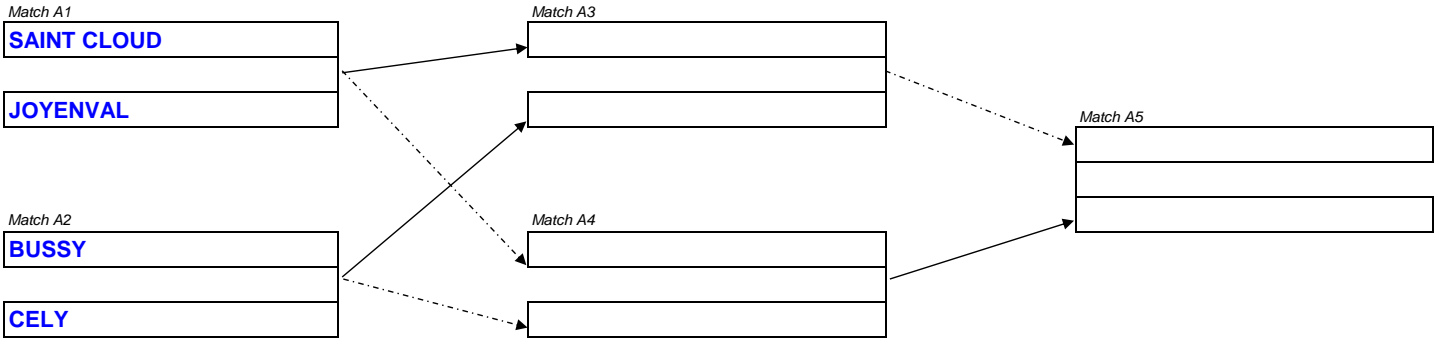 Match A1
SAINT CLOUD
JOYENVAL
Match A2
BUSSY
CELY
Match A3
Match A4
Match A5